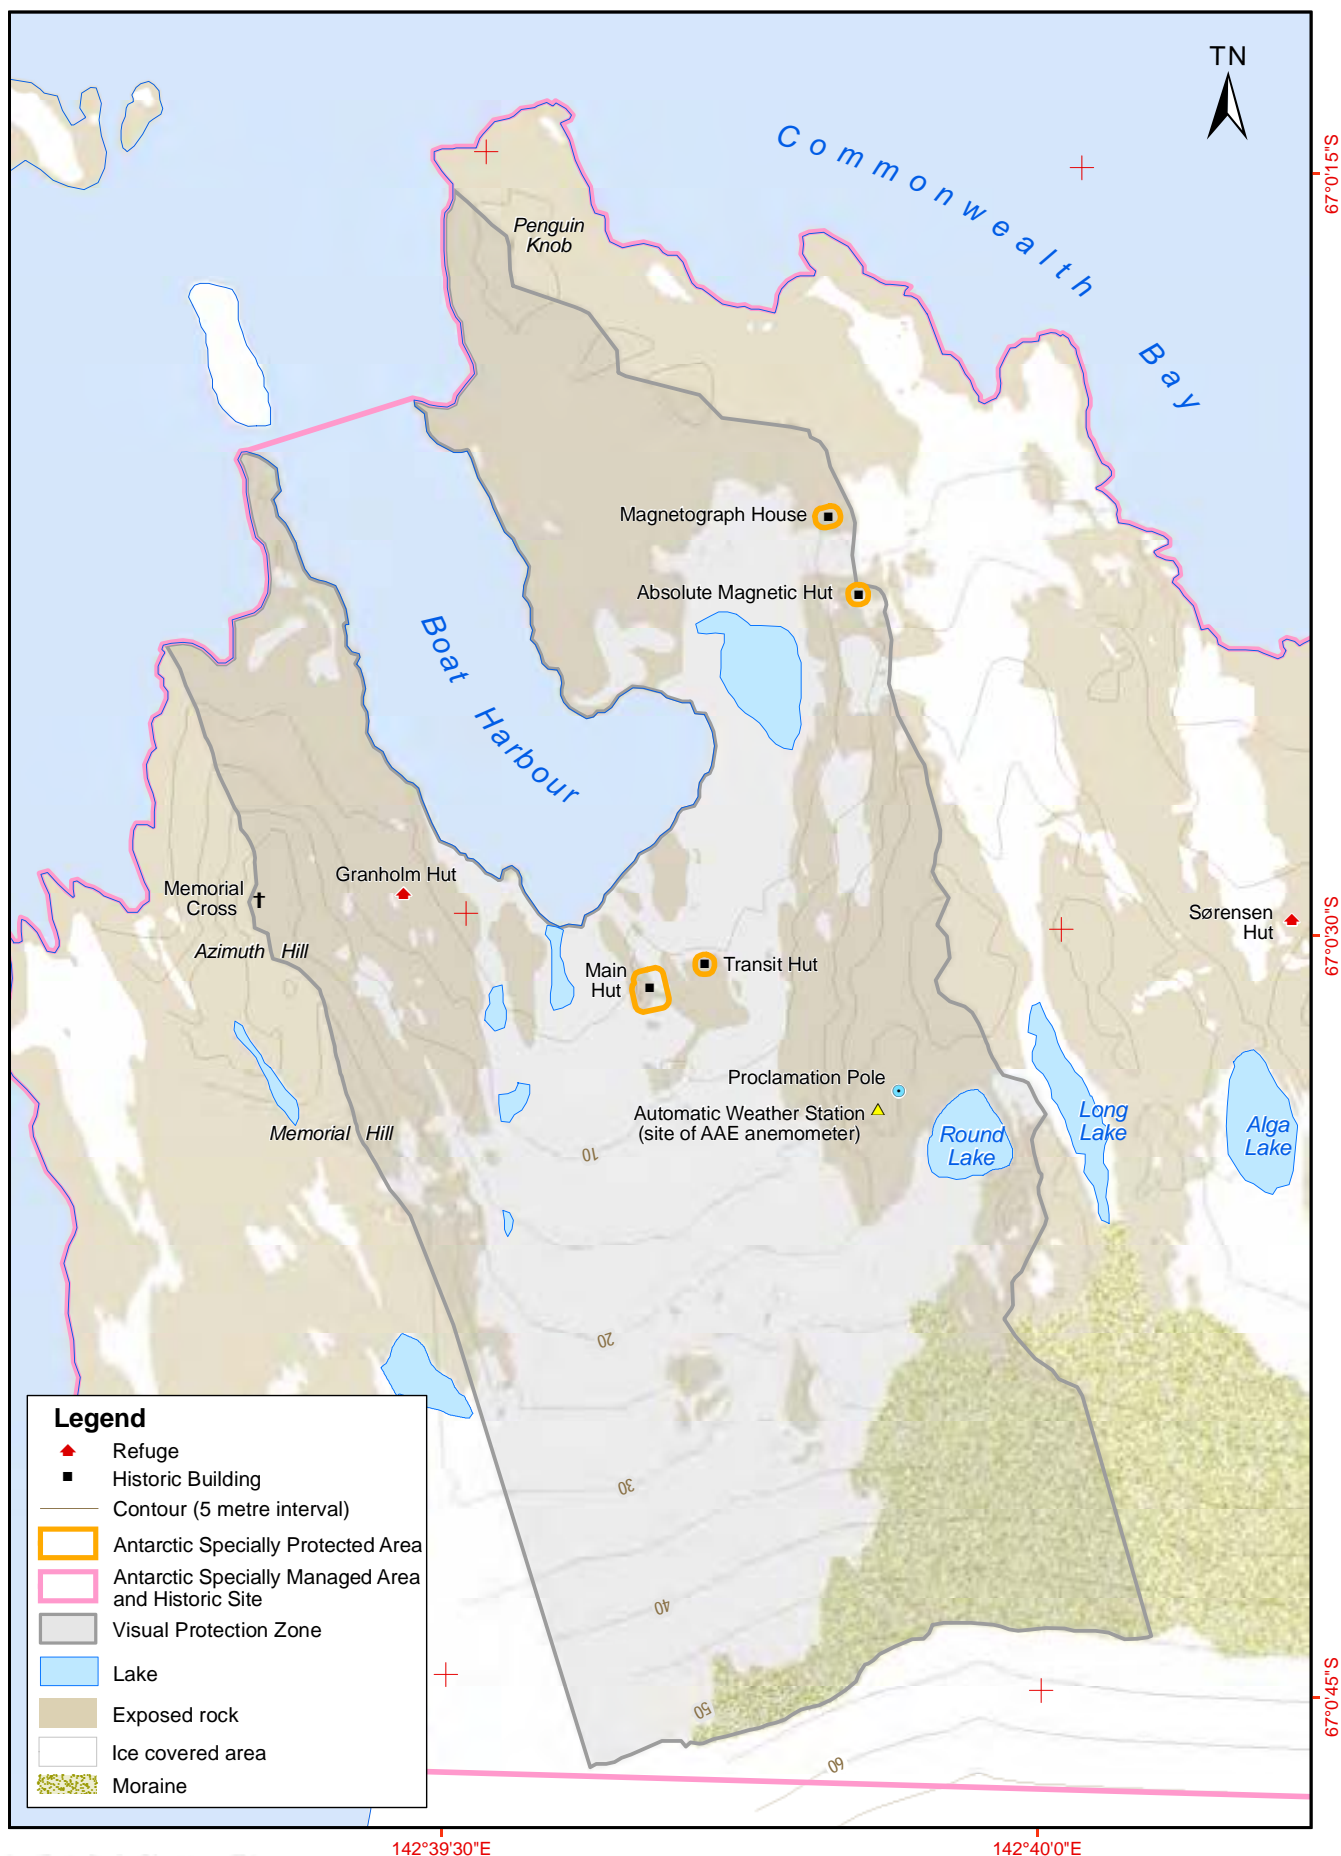 TN
Commonwealth
Bay
67°0'15"S
Penguin
Knob
Magnetograph House
Absolute Magnetic Hut
Boat
Harbour
Memorial
Cross
Granholm Hut
Azimuth Hill
Sørensen
Hut
67°0'30"S
Main
Hut
Transit Hut
Proclamation Pole
Automatic Weather Station
(site of AAE anemometer)
Round
Lake
Long
Lake
Alga
Lake
Memorial Hill
10
20
30
40
50
60
67°0'45"S
Legend
Refuge
Historic Building
Contour (5 metre interval)
Antarctic Specially Protected Area
Antarctic Specially Managed Area
and Historic Site
Visual Protection Zone
Lake
Exposed rock
Ice covered area
Moraine
142°39'30"E
142°40'0"E